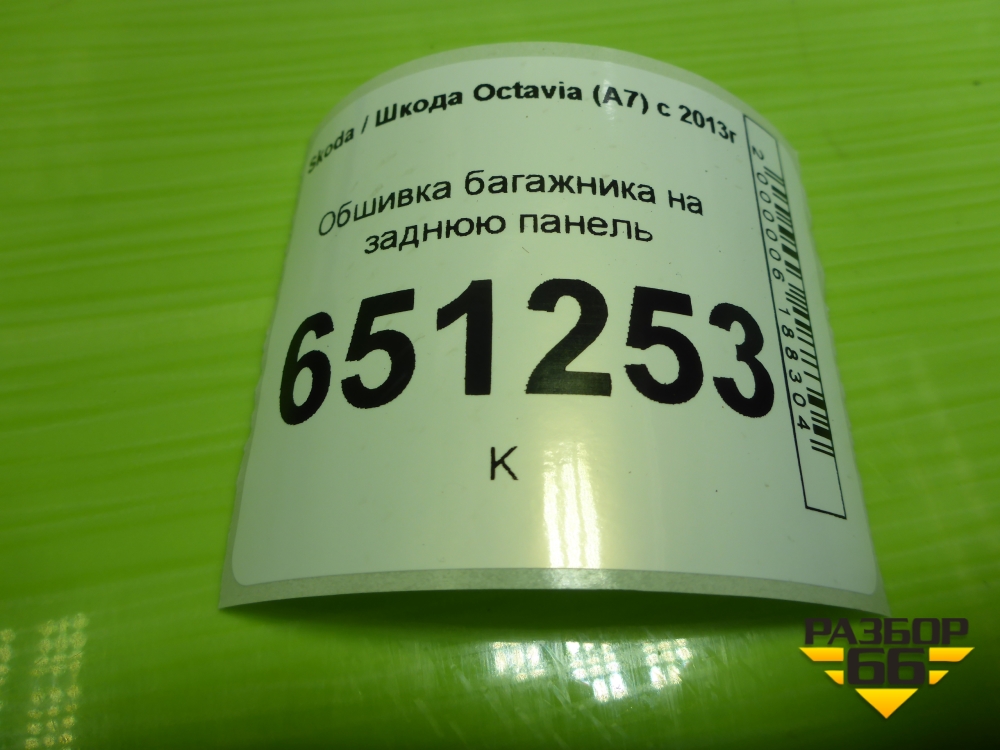 Skoda / Шкода Octavia (A7) с 2013г
Обшивка багажника на
заднюю панель
651253
К
2000006188304
РАЗБОР
66